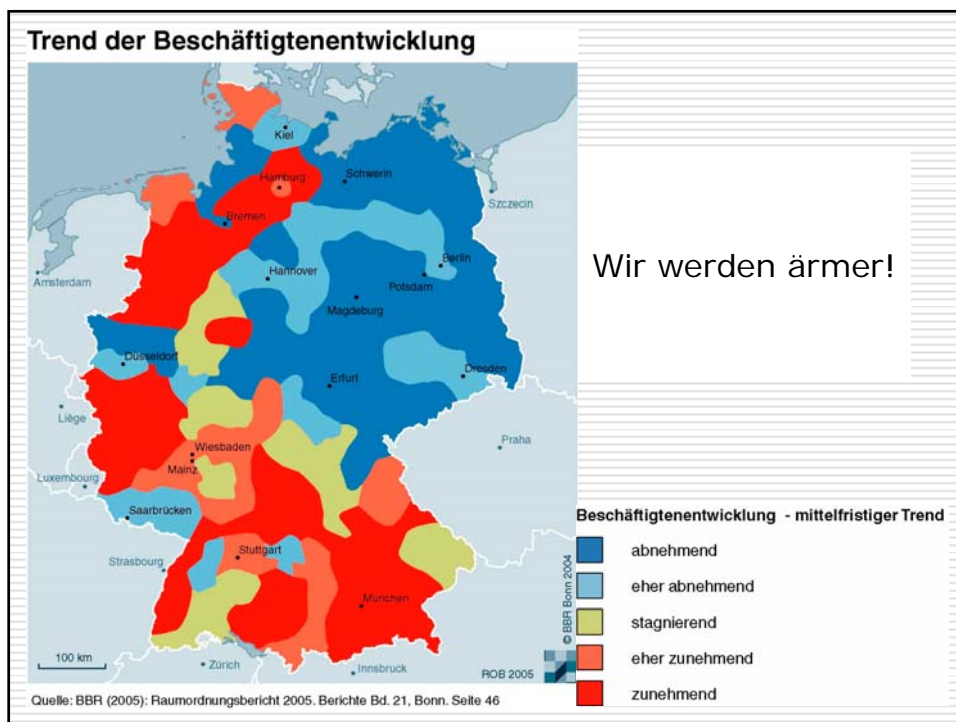 Trend der Beschäftigtenentwicklung
Kiel
Schwerin
Hamburg
Szczecin
Bremen
Berlin
Hannover
Amsterdam
Potsdam
Magdeburg
Düsseldorf
Dresden
Erfurt
Liège
Praha
Wiesbaden
Mainz
Luxembourg
Saarbrücken
Stuttgart
Strasbourg
München
Zürich
Innsbruck
100 km
ROB 2005
© BBR Bonn 2004
Quelle: BBR (2005): Raumordnungsbericht 2005. Berichte Bd. 21, Bonn. Seite 46
Wir werden ärmer!
Beschäftigtenentwicklung - mittelfristiger Trend
abnehmend
eher abnehmend
stagnierend
eher zunehmend
zunehmend